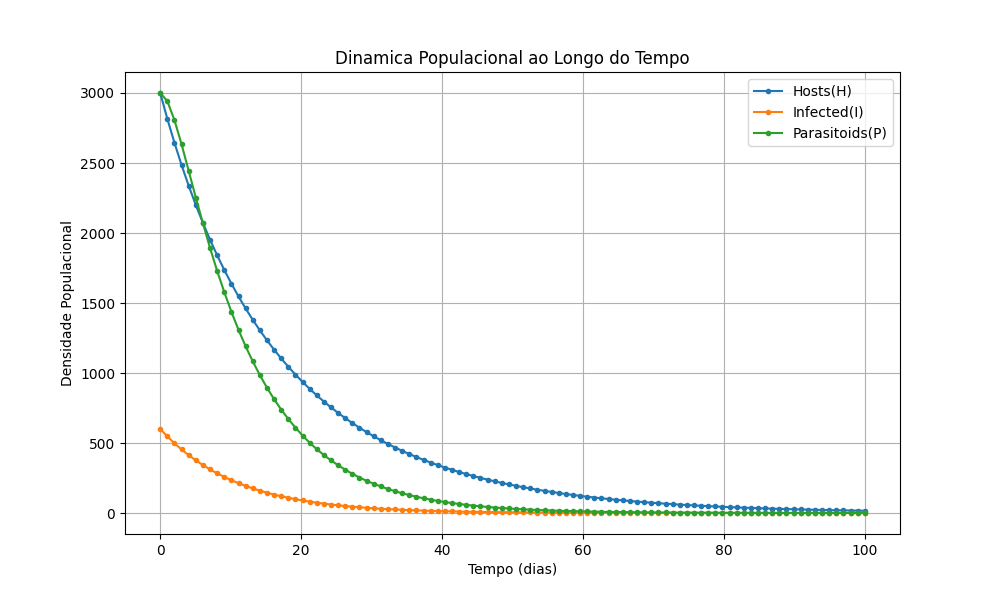 Dinamica Populacional ao Longo do Tempo
Hosts(H)
Infected(I)
Parasitoids(P)
Densidade Populacional
3000
2500
2000
1500
1000
500
0
0 20 40 60 80 100
Tempo (dias)